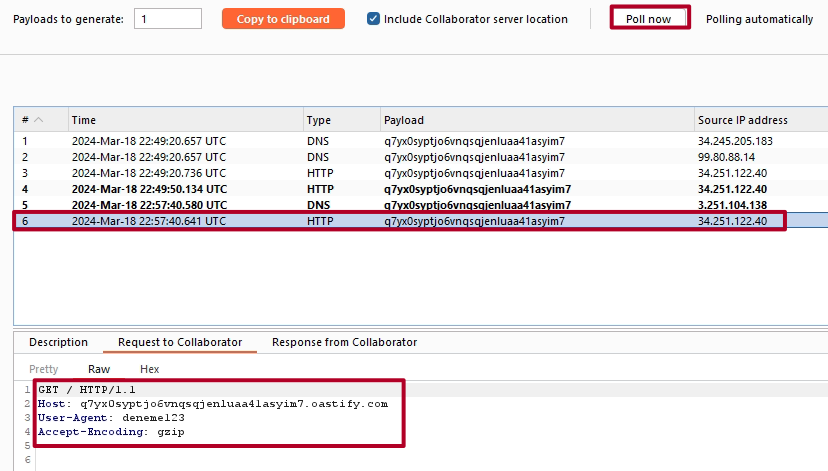 Payloads to generate: 1 Copy to clipboard Include Collaborator server location Poll now Polling automatically
# Time Type Payload Source IP address
1 2024-Mar-18 22:49:20.657 UTC DNS q7yx0syptjo6vnqsqjenluaa41asyim7 34.245.205.183
2 2024-Mar-18 22:49:20.657 UTC DNS q7yx0syptjo6vnqsqjenluaa41asyim7 99.80.88.14
3 2024-Mar-18 22:49:20.736 UTC HTTP q7yx0syptjo6vnqsqjenluaa41asyim7 34.251.122.40
4 2024-Mar-18 22:49:50.134 UTC HTTP q7yx0syptjo6vnqsqjenluaa41asyim7 34.251.122.40
5 2024-Mar-18 22:57:40.580 UTC DNS q7yx0syptjo6vnqsqjenluaa41asyim7 3.251.104.138
6 2024-Mar-18 22:57:40.641 UTC HTTP q7yx0syptjo6vnqsqjenluaa41asyim7 34.251.122.40
Description Request to Collaborator Response from Collaborator
Pretty Raw Hex
1 GET / HTTP/1.1
2 Host: q7yx0syptjo6vnqsqjenluaa41asyim7.oastify.com
3 User-Agent: deneme123
4 Accept-Encoding: gzip
5
6